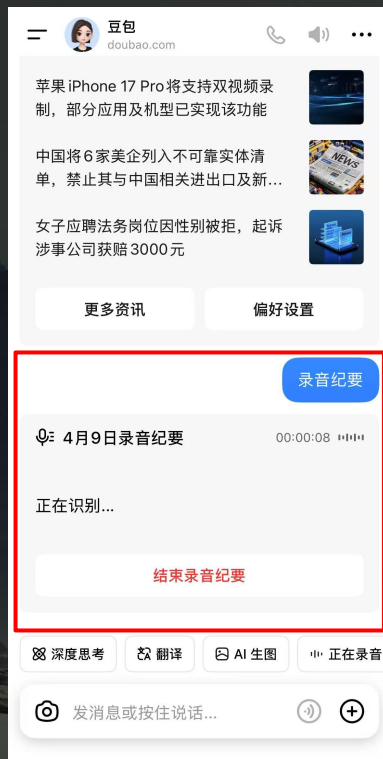 豆包
doubao.com
苹果 iPhone 17 Pro将支持双视频录
制，部分应用及机型已实现该功能
中国将6家美企列入不可靠实体清
单，禁止其与中国相关进出口及新...
NEWS
女子应聘法务岗位因性别被拒，起诉
涉事公司获赔3000元
更多资讯
偏好设置
录音纪要
4月9日录音纪要
00:00:08
正在识别...
结束录音纪要
深度思考
翻译
AI 生图
正在录音
发消息或按住说话...